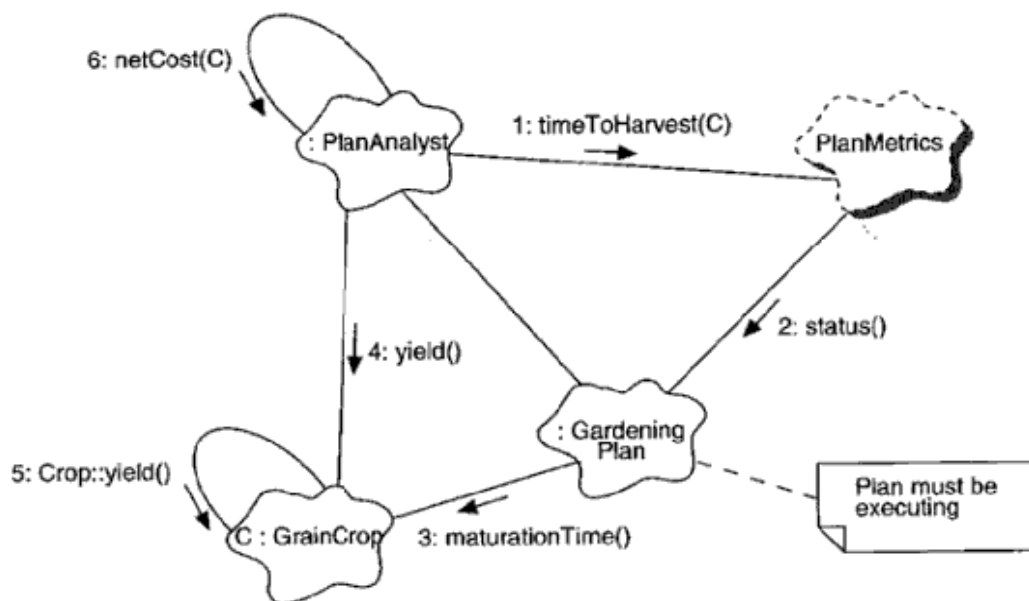 6: netCost(C)
: PlanAnalyst
1: timeToHarvest(C)
PlanMetrics
2: status()
4: yield()
: Gardening
Plan
5: Crop::yield()
C : GrainCrop
3: maturationTime()
Plan must be
executing